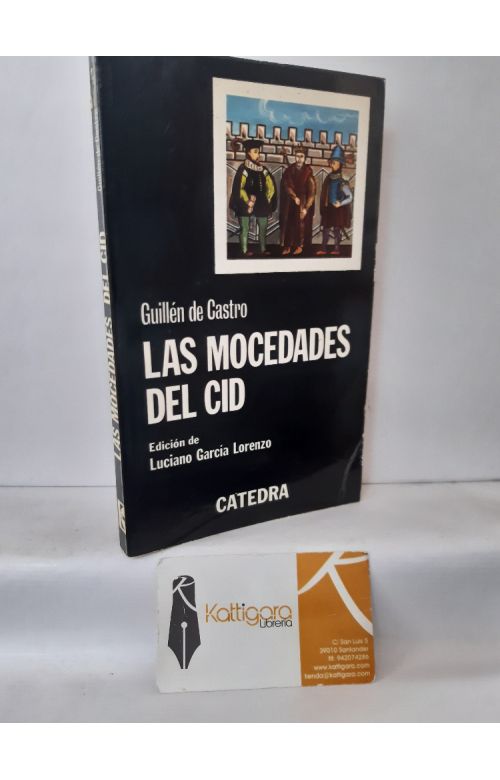 Guillén de Castro
LAS MOCEDADES
DEL CID
Edición de
Luciano García Lorenzo
CATEDRA
LAS MOCEDADES DEL CID
Kattigara
Librería
C/ San Luis 5
39010 Santander
tlf: 942074286
www.kattigara.com
tienda@kattigara.com